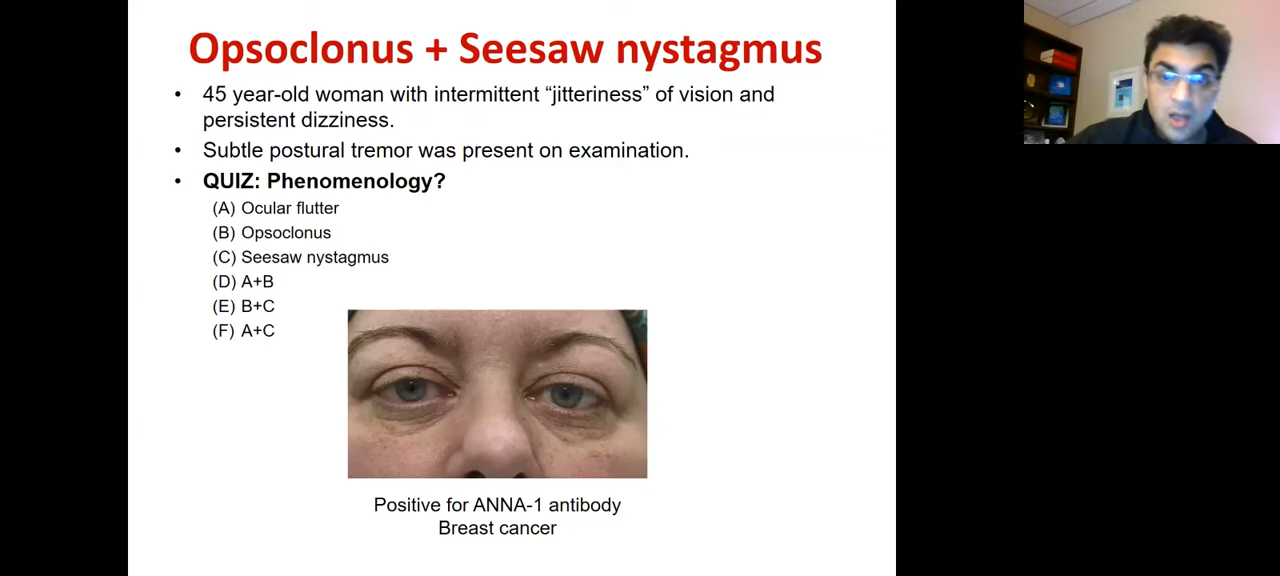 Opsoclonus + Seesaw nystagmus
• 45 year-old woman with intermittent “jitteriness” of vision and
persistent dizziness.
• Subtle postural tremor was present on examination.
• QUIZ: Phenomenology?
(A) Ocular flutter
(B) Opsoclonus
(C) Seesaw nystagmus
(D) A+B
(E) B+C
(F) A+C
Positive for ANNA-1 antibody
Breast cancer